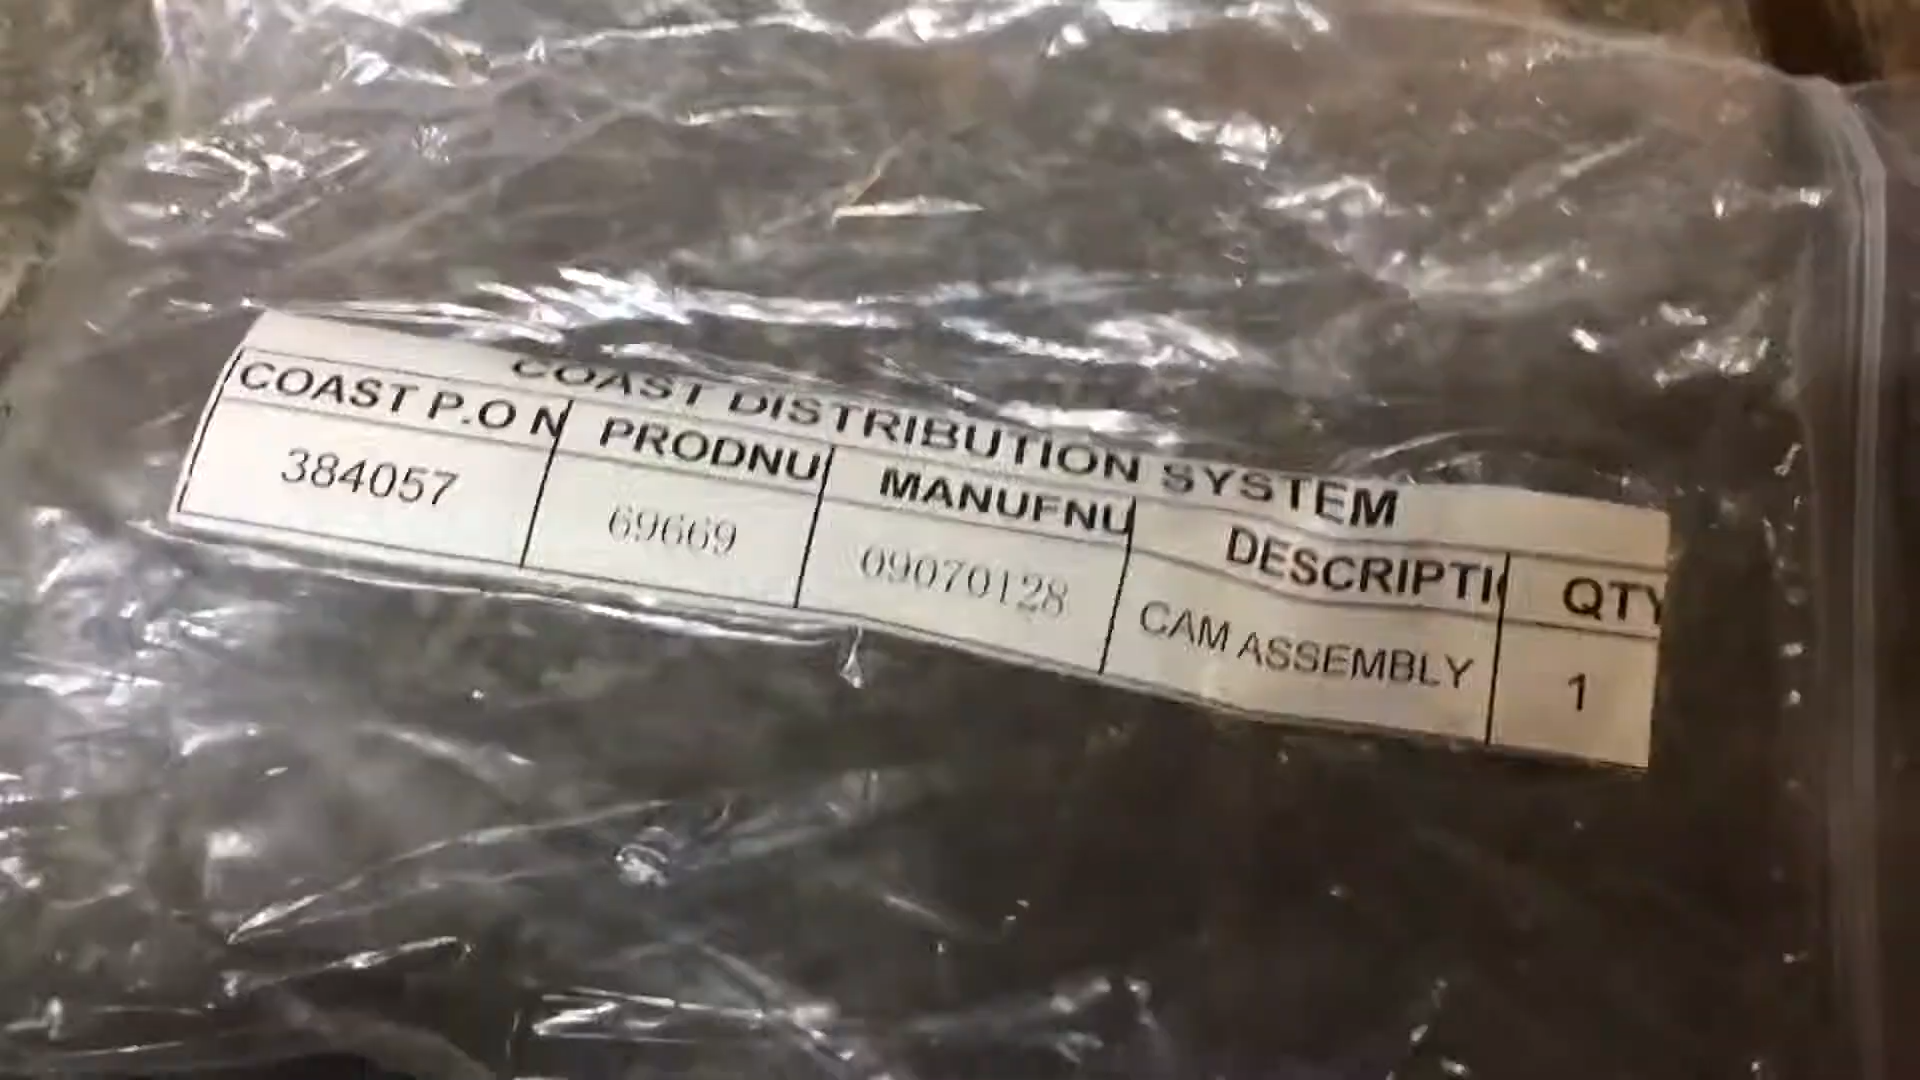 COAST DISTRIBUTION SYSTEM
COAST P.O N PRODNU MANUFNU DESCRIPTI QTY
384057 69669 09070128 CAM ASSEMBLY 1